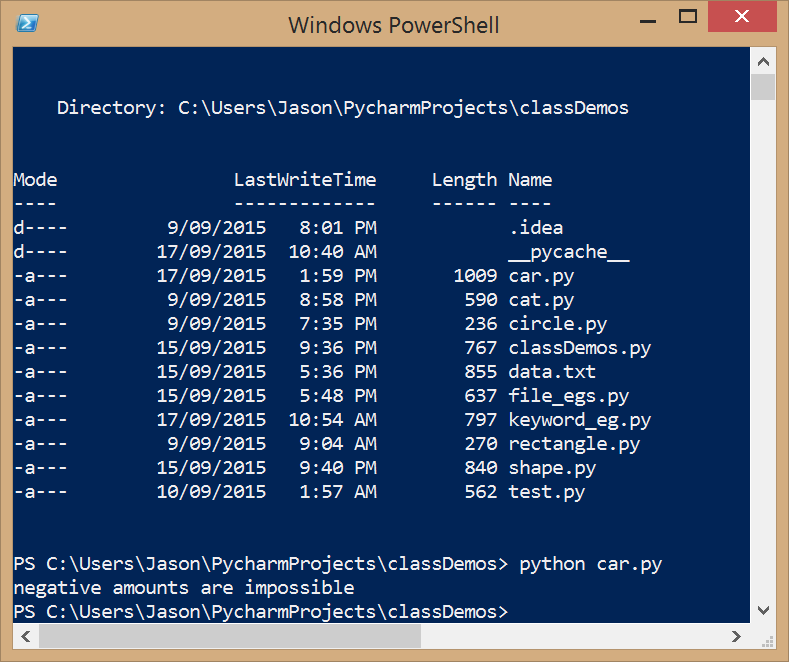 Windows PowerShell
Directory: C:\Users\Jason\PycharmProjects\classDemos
Mode                LastWriteTime     Length Name
----                -------------     ------ ----
d----         9/09/2015   8:01 PM            .idea
d----        17/09/2015  10:40 AM            __pycache__
-a---        17/09/2015   1:59 PM       1009 car.py
-a---         9/09/2015   8:58 PM        590 cat.py
-a---         9/09/2015   7:35 PM        236 circle.py
-a---        15/09/2015   9:36 PM        767 classDemos.py
-a---        15/09/2015   5:36 PM        855 data.txt
-a---        15/09/2015   5:48 PM        637 file_egs.py
-a---        17/09/2015  10:54 AM        797 keyword_eg.py
-a---         9/09/2015   9:04 AM        270 rectangle.py
-a---        15/09/2015   9:40 PM        840 shape.py
-a---        10/09/2015   1:57 AM        562 test.py
PS C:\Users\Jason\PycharmProjects\classDemos> python car.py
negative amounts are impossible
PS C:\Users\Jason\PycharmProjects\classDemos>